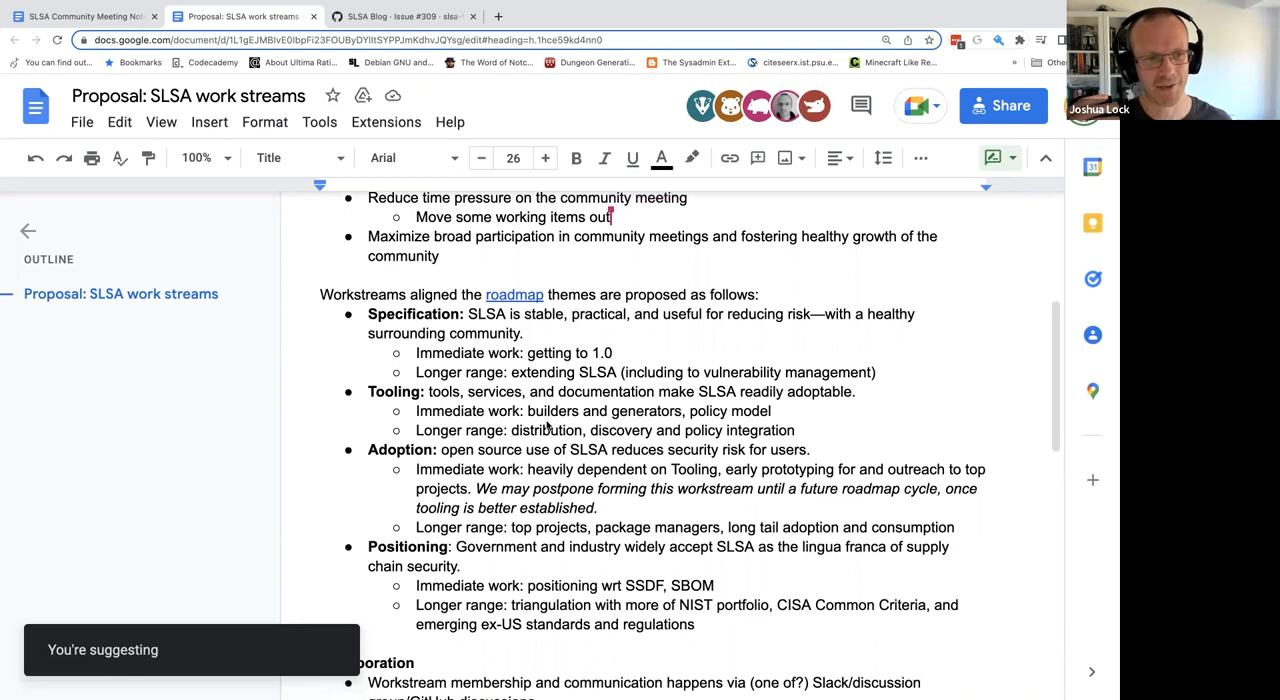 SLSA Community Meeting Not
Proposal: SLSA work streams
SLSA Blog · Issue #309 · slsa-f
docs.google.com/document/d/1L1gEJMBIvE0IbpFi23FOUByDYlltSYPPJmKdhvJQYsg/edit#heading=h.1hce59kd4nn0
You can find out...
Bookmarks
Codecademy
About Ultima Rati...
Debian GNU and...
The Word of Notc...
Dungeon Generati...
The Sysadmin Ext...
citeseerx.ist.psu.e...
Minecraft Like Re...
»
Othe
Joshua Lock
Proposal: SLSA work streams
File Edit View Insert Format Tools Extensions Help
Share
100% Title Arial 26 B I U A
Reduce time pressure on the community meeting
Move some working items out
Maximize broad participation in community meetings and fostering healthy growth of the
community
OUTLINE
Proposal: SLSA work streams
Workstreams aligned the roadmap themes are proposed as follows:
Specification: SLSA is stable, practical, and useful for reducing risk—with a healthy
surrounding community.
Immediate work: getting to 1.0
Longer range: extending SLSA (including to vulnerability management)
Tooling: tools, services, and documentation make SLSA readily adoptable.
Immediate work: builders and generators, policy model
Longer range: distribution, discovery and policy integration
Adoption: open source use of SLSA reduces security risk for users.
Immediate work: heavily dependent on Tooling, early prototyping for and outreach to top
projects. We may postpone forming this workstream until a future roadmap cycle, once
tooling is better established.
Longer range: top projects, package managers, long tail adoption and consumption
Positioning: Government and industry widely accept SLSA as the lingua franca of supply
chain security.
Immediate work: positioning wrt SSDF, SBOM
Longer range: triangulation with more of NIST portfolio, CISA Common Criteria, and
emerging ex-US standards and regulations
You're suggesting
poration
Workstream membership and communication happens via (one of?) Slack/discussion
group/GitHub discussions